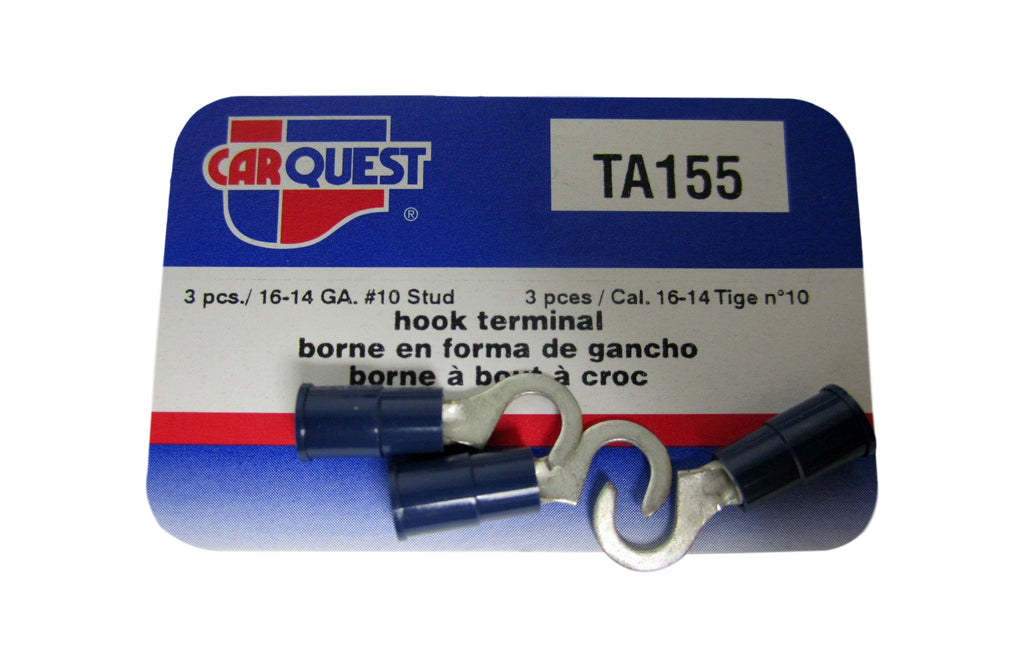 CARQUEST
®
TA155
3 pcs./ 16-14 GA. #10 Stud
3 pces / Cal. 16-14 Tige n°10
hook terminal
borne en forma de gancho
borne à bout à croc